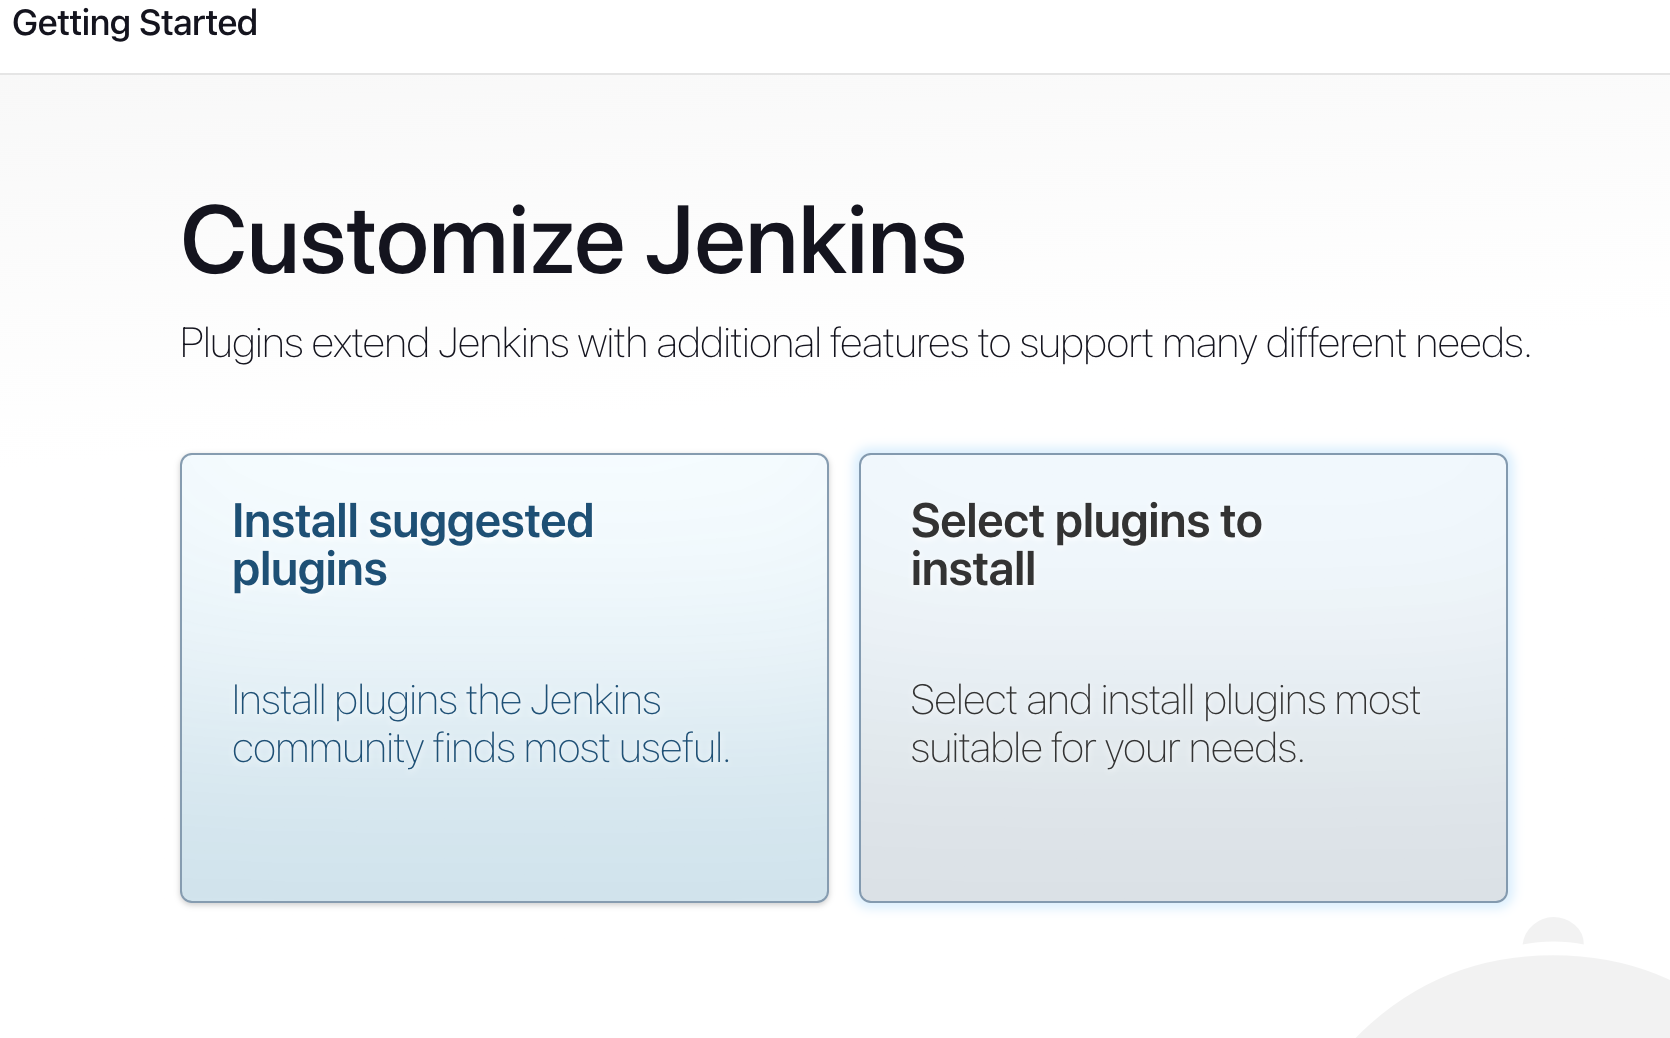 Getting Started
Customize Jenkins
Plugins extend Jenkins with additional features to support many different needs.
Install suggested
plugins
Install plugins the Jenkins
community finds most useful.
Select plugins to
install
Select and install plugins most
suitable for your needs.